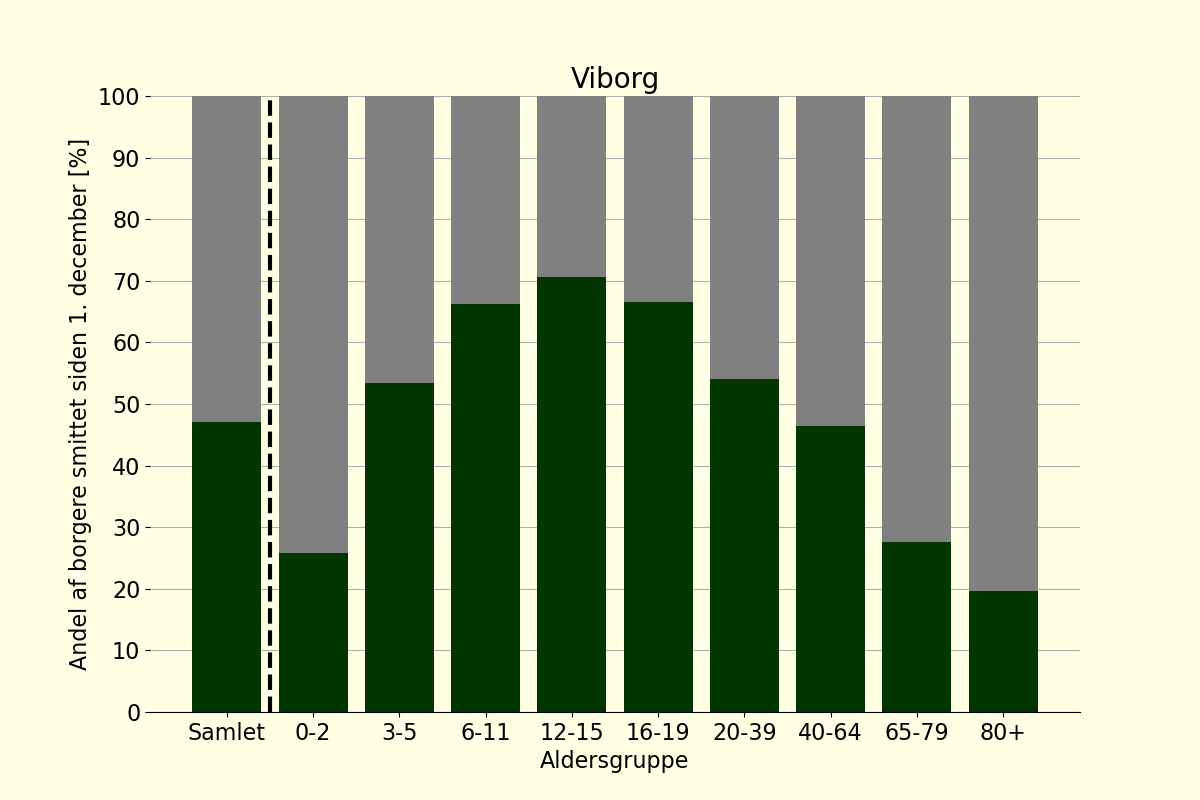 Viborg
Andel af borgere smittet siden 1. december [%]
100
90
80
70
60
50
40
30
20
10
0
Samlet 0-2 3-5 6-11 12-15 16-19 20-39 40-64 65-79 80+
Aldersgruppe